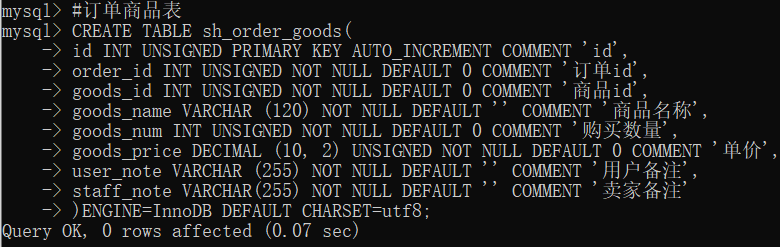 mysql> #订单商品表
mysql> CREATE TABLE sh_order_goods(
    -> id INT UNSIGNED PRIMARY KEY AUTO_INCREMENT COMMENT 'id',
    -> order_id INT UNSIGNED NOT NULL DEFAULT 0 COMMENT '订单id',
    -> goods_id INT UNSIGNED NOT NULL DEFAULT 0 COMMENT '商品id',
    -> goods_name VARCHAR (120) NOT NULL DEFAULT '' COMMENT '商品名称',
    -> goods_num INT UNSIGNED NOT NULL DEFAULT 0 COMMENT '购买数量',
    -> goods_price DECIMAL (10, 2) UNSIGNED NOT NULL DEFAULT 0 COMMENT '单价',
    -> user_note VARCHAR (255) NOT NULL DEFAULT '' COMMENT '用户备注',
    -> staff_note VARCHAR(255) NOT NULL DEFAULT '' COMMENT '卖家备注'
    -> )ENGINE=InnoDB DEFAULT CHARSET=utf8;
Query OK, 0 rows affected (0.07 sec)